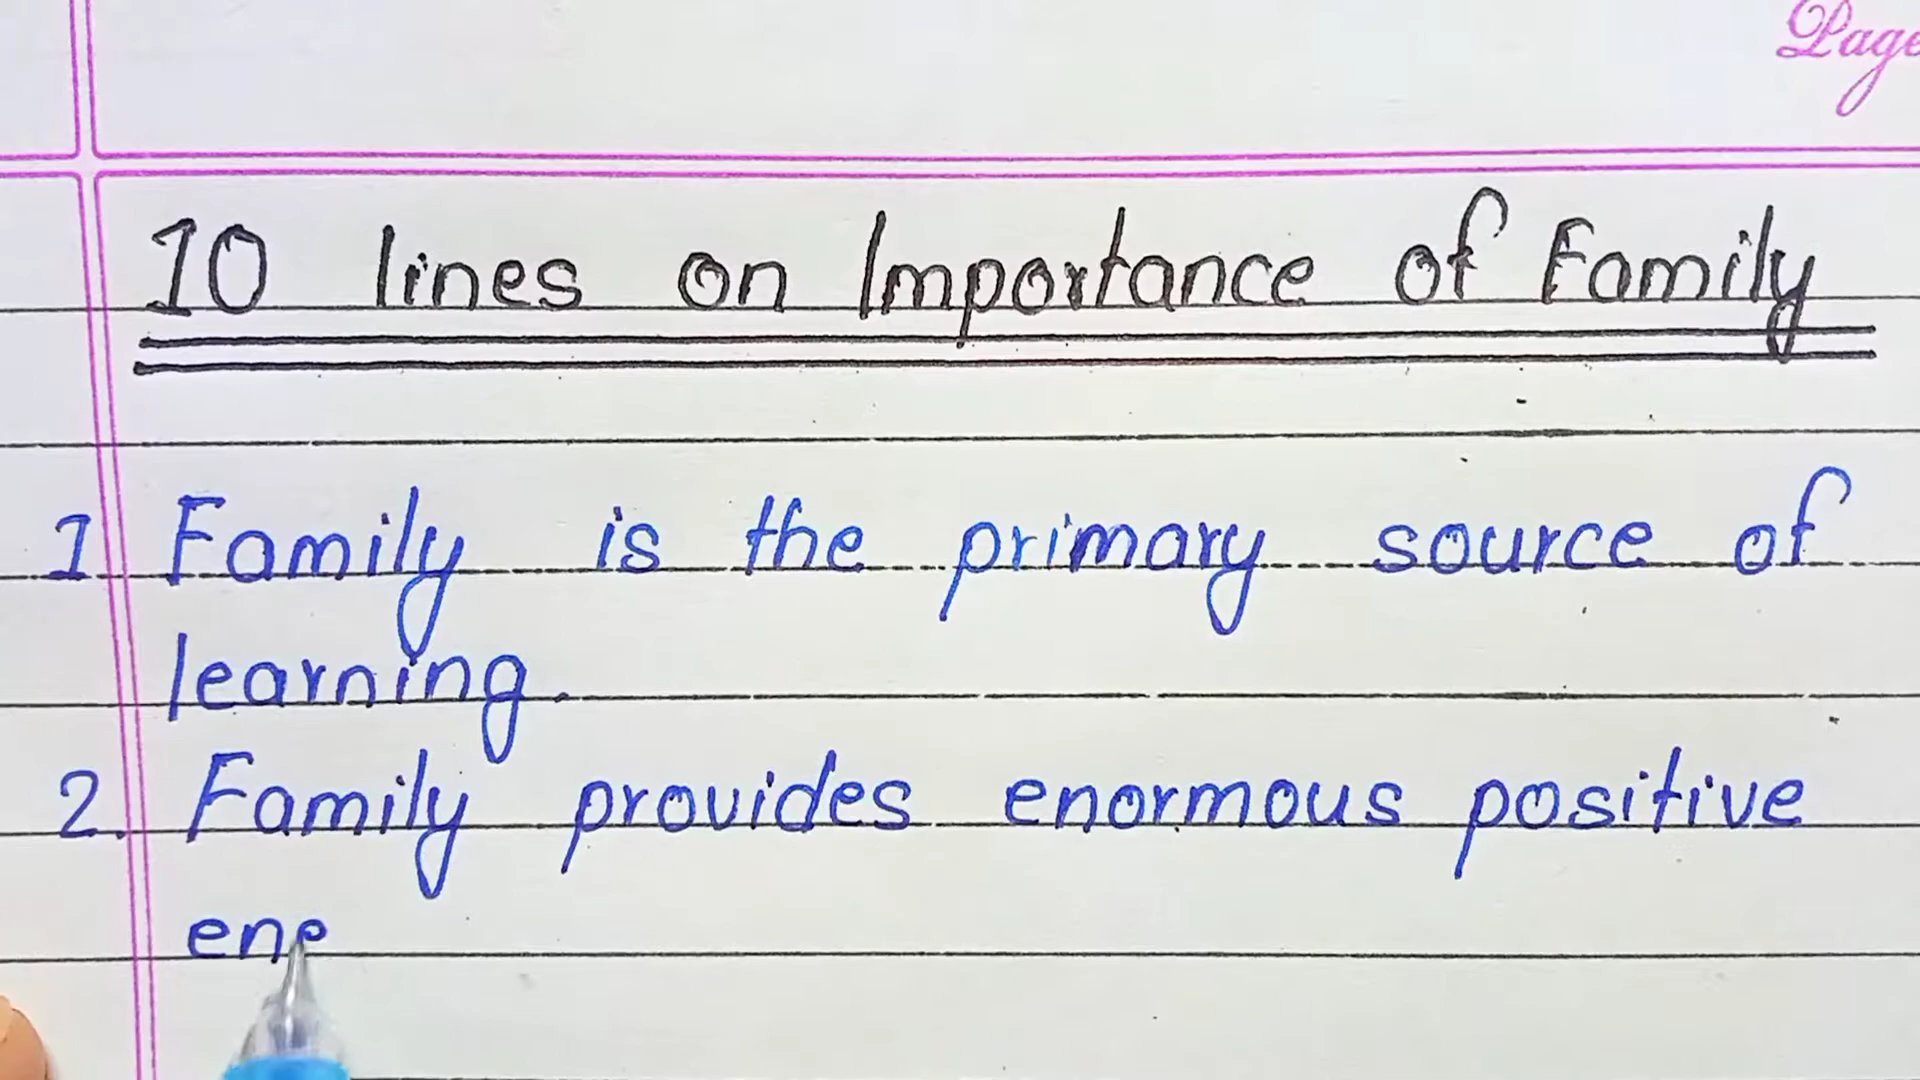 Page
10 lines on Importance of Family
1 Family is the primary source of
learning.
2. Family provides enormous positive
ene